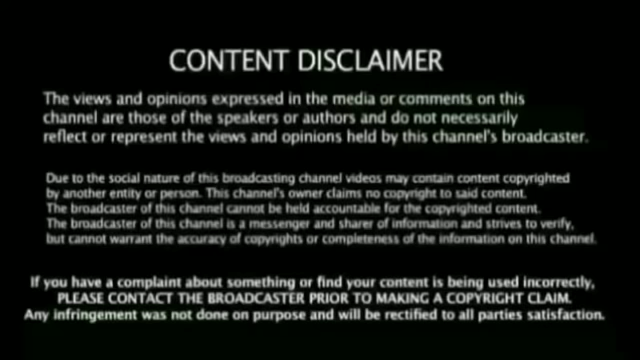 CONTENT DISCLAIMER
The views and opinions expressed in the media or comments on this
channel are those of the speakers or authors and do not necessarily
reflect or represent the views and opinions held by this channel's broadcaster.
Due to the social nature of this broadcasting channel videos may contain content copyrighted
by another entity or person. This channel's owner claims no copyright to said content.
The broadcaster of this channel cannot be held accountable for the copyrighted content.
The broadcaster of this channel is a messenger and sharer of information and strives to verify,
but cannot warrant the accuracy of copyrights or completeness of the information on this channel.
If you have a complaint about something or find your content is being used incorrectly,
PLEASE CONTACT THE BROADCASTER PRIOR TO MAKING A COPYRIGHT CLAIM.
Any infringement was not done on purpose and will be rectified to all parties satisfaction.